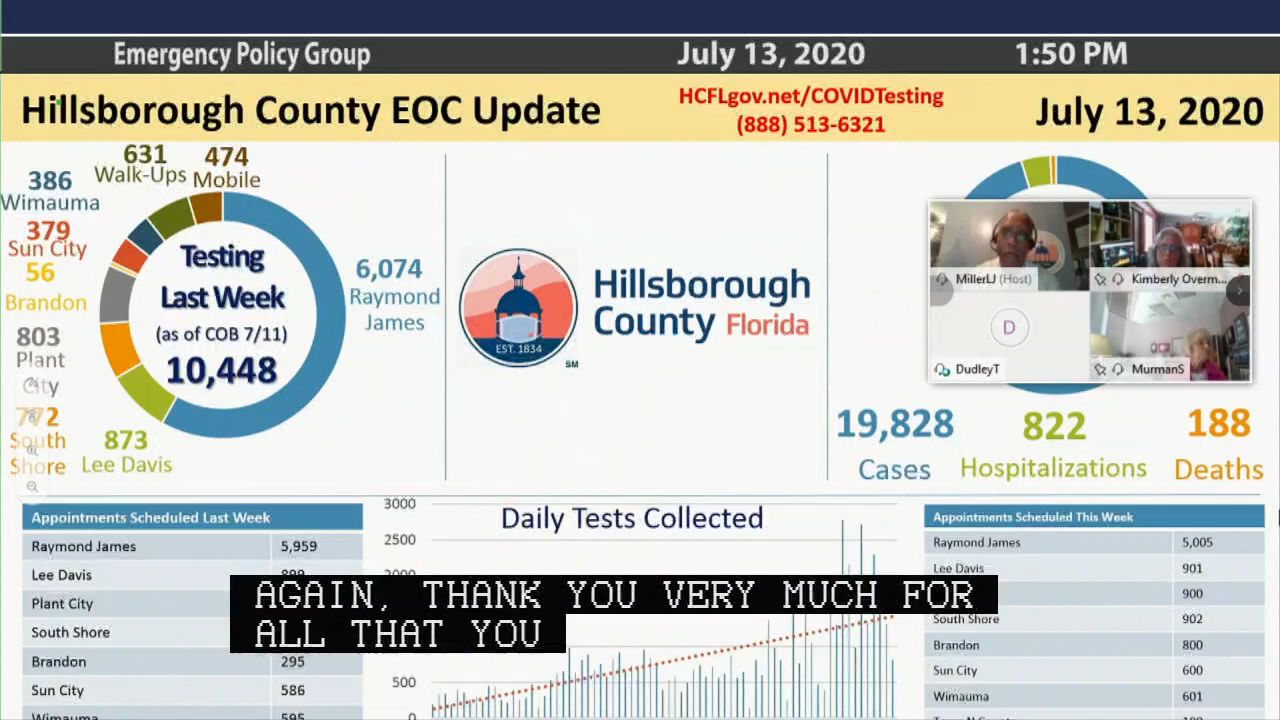 Emergency Policy Group
July 13, 2020
1:50 PM
Hillsborough County EOC Update
HCFLgov.net/COVIDTesting
(888) 513-6321
July 13, 2020
631
Walk-Ups
474
Mobile
386
Wimauma
379
Sun City
56
Brandon
803
Plant
City
772
South
Shore
873
Lee Davis
6,074
Raymond
James
Testing
Last Week
(as of COB 7/11)
10,448
EST. 1834
SM
Hillsborough
County Florida
MillerLJ (Host)
Kimberly Overm...
D
DudleyT
MurmanS
19,828
Cases
822
Hospitalizations
188
Deaths
Appointments Scheduled Last Week
Raymond James 5,959
Lee Davis
Plant City
South Shore
Brandon 295
Sun City 586
Wimauma 595
Daily Tests Collected
3000
2500
500
0
Appointments Scheduled This Week
Raymond James 5,005
Lee Davis 901
900
South Shore 902
Brandon 800
Sun City 600
Wimauma 601
AGAIN, THANK YOU VERY MUCH FOR
ALL THAT YOU